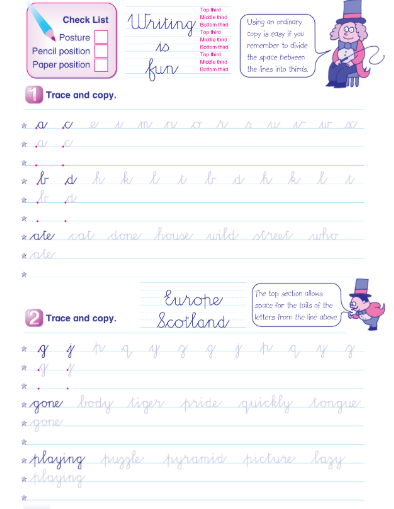 Check List
Posture
Pencil position
Paper position
Writing
is
fun
Top third
Middle third
Bottom third
Top third
Middle third
Bottom third
Top third
Middle third
Bottom third
Using an ordinary
copy is easy if you
remember to divide
the space between
the lines into thirds.
1 Trace and copy.
a c e i m n o r s u v w x
a c
b d h k l t b d h k l t
b d
ate cat done house wild street who
ate
Europe
Scotland
The top section allows
space for the tails of the
letters from the line above
2 Trace and copy.
g y p q y g g y p q y g
g y
gone body tiger pride quickly tongue
gone
playing puzzle pyramid picture lazy
playing